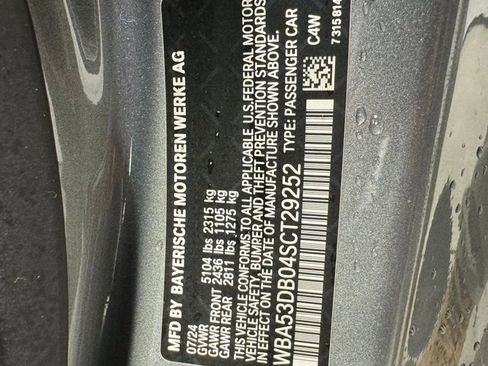 MFD BY BAYERISCHE MOTOREN WERKE AG
07/24
GVWR 5104 lbs 2315 kg
GAWR FRONT 2436 lbs 1105 kg
GAWR REAR 2811 lbs 1275 kg
THIS VEHICLE CONFORMS TO ALL APPLICABLE U.S. FEDERAL MOTOR
VEHICLE SAFETY, BUMPER AND THEFT PREVENTION STANDARDS
IN EFFECT ON THE DATE OF MANUFACTURE SHOWN ABOVE.
WBA53DB04SCT29252 TYPE: PASSENGER CAR
C4W
7315814